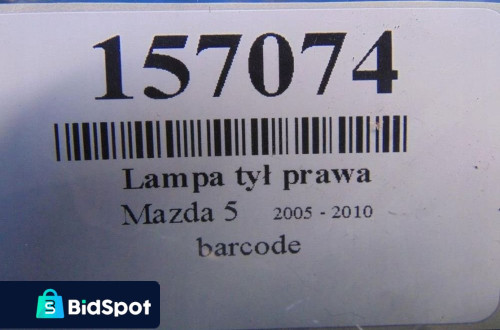 157074
Lampa tył prawa
Mazda 5 2005 - 2010
barcode
S BidSpot